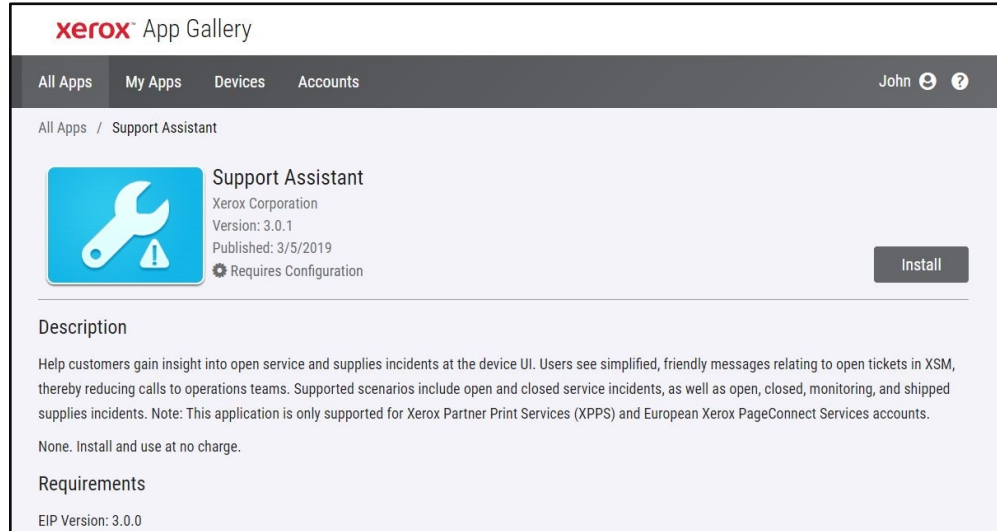 xerox™ App Gallery
All Apps My Apps Devices Accounts John ?
All Apps / Support Assistant
Support Assistant
Xerox Corporation
Version: 3.0.1
Published: 3/5/2019
Requires Configuration
Install
Description
Help customers gain insight into open service and supplies incidents at the device UI. Users see simplified, friendly messages relating to open tickets in XSM,
thereby reducing calls to operations teams. Supported scenarios include open and closed service incidents, as well as open, closed, monitoring, and shipped
supplies incidents. Note: This application is only supported for Xerox Partner Print Services (XPPS) and European Xerox PageConnect Services accounts.
None. Install and use at no charge.
Requirements
EIP Version: 3.0.0